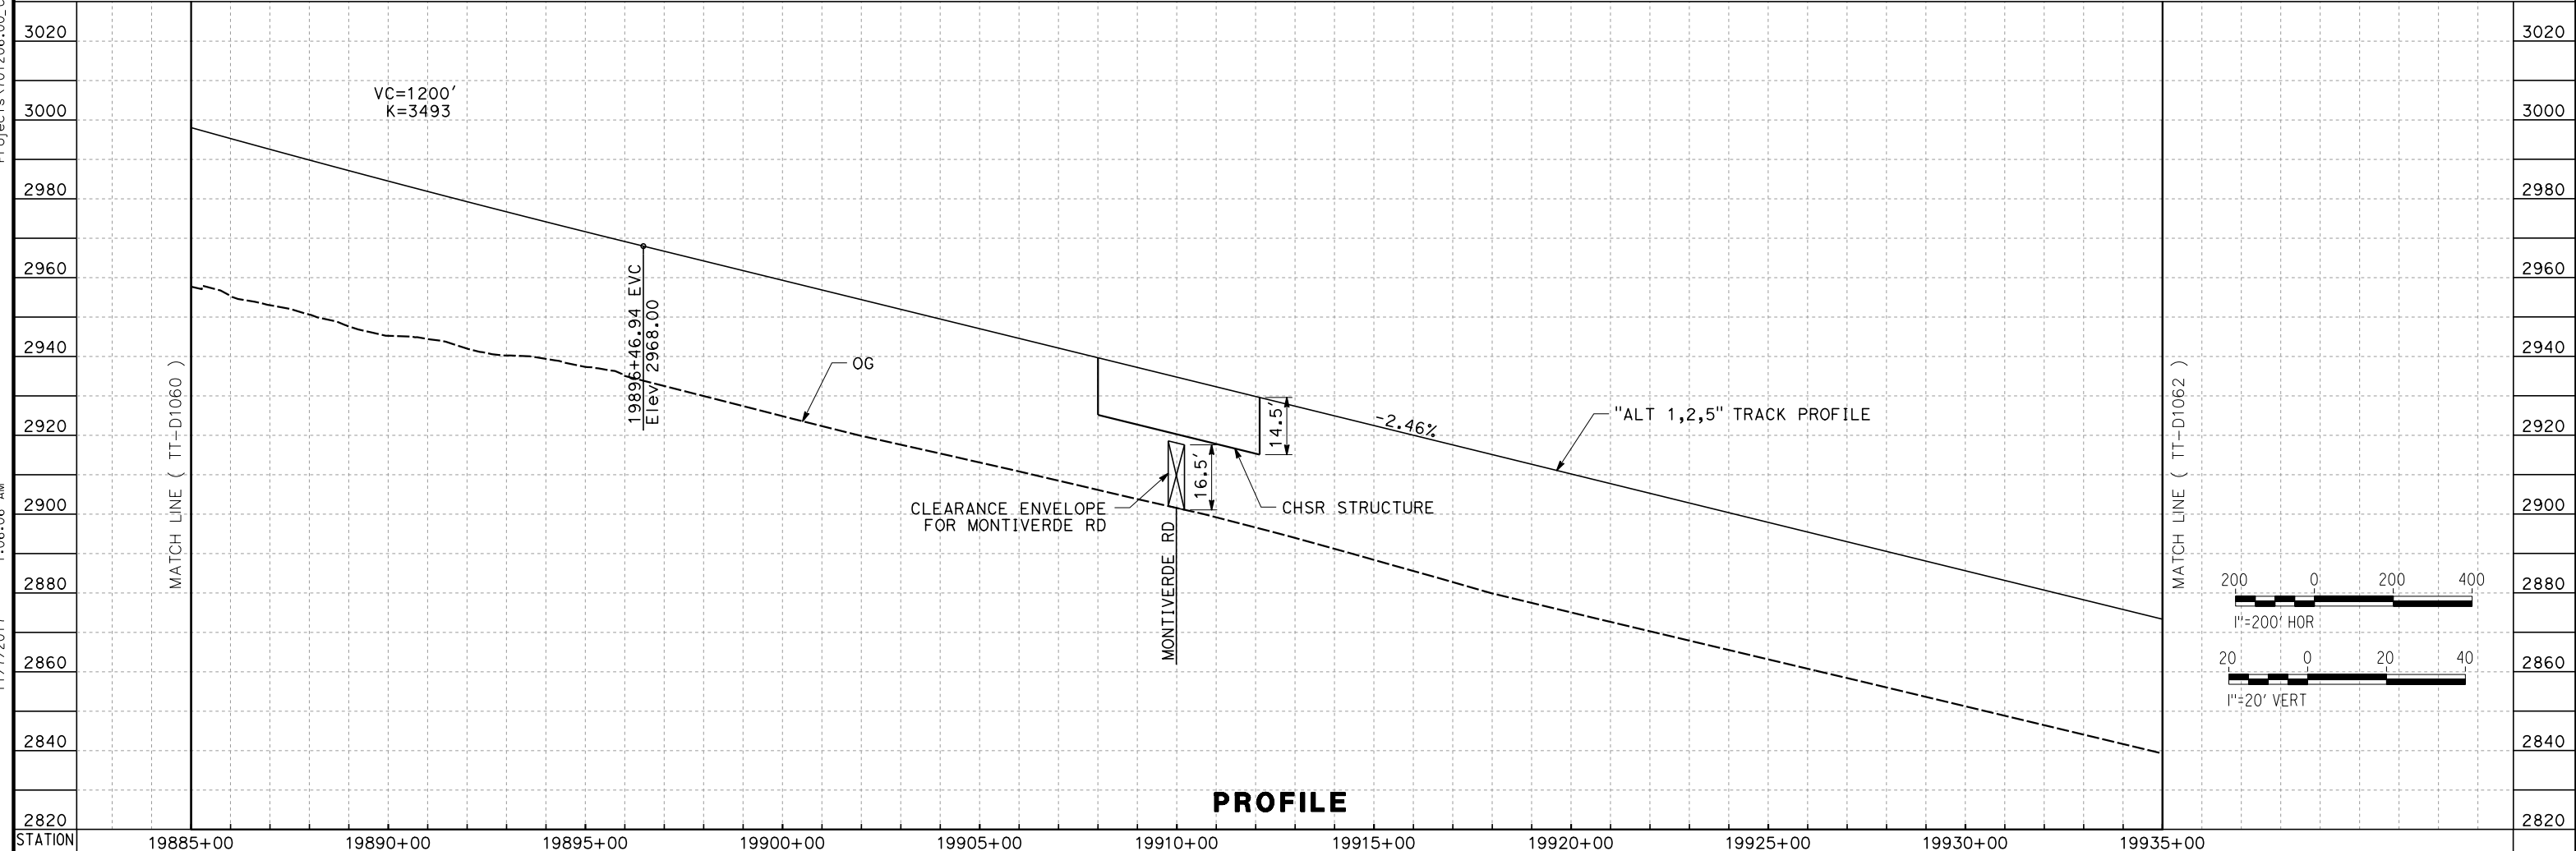 3020
3000
2980
2960
2940
2920
2900
2880
2860
2840
2820
STATION
VC=1200'
K=3493
MATCH LINE ( TT-D1060 )
19896+46.94 EVC
Elev 2968.00
OG
CLEARANCE ENVELOPE
FOR MONTIVERDE RD
MONTIVERDE RD
16.5'
14.5'
CHSR STRUCTURE
-2.46%
"ALT 1,2,5" TRACK PROFILE
MATCH LINE ( TT-D1062 )
200 0 200 400
1"=200' HOR
20 0 20 40
1"=20' VERT
3020
3000
2980
2960
2940
2920
2900
2880
2860
2840
2820
PROFILE
19885+00 19890+00 19895+00 19900+00 19905+00 19910+00 19915+00 19920+00 19925+00 19930+00 19935+00